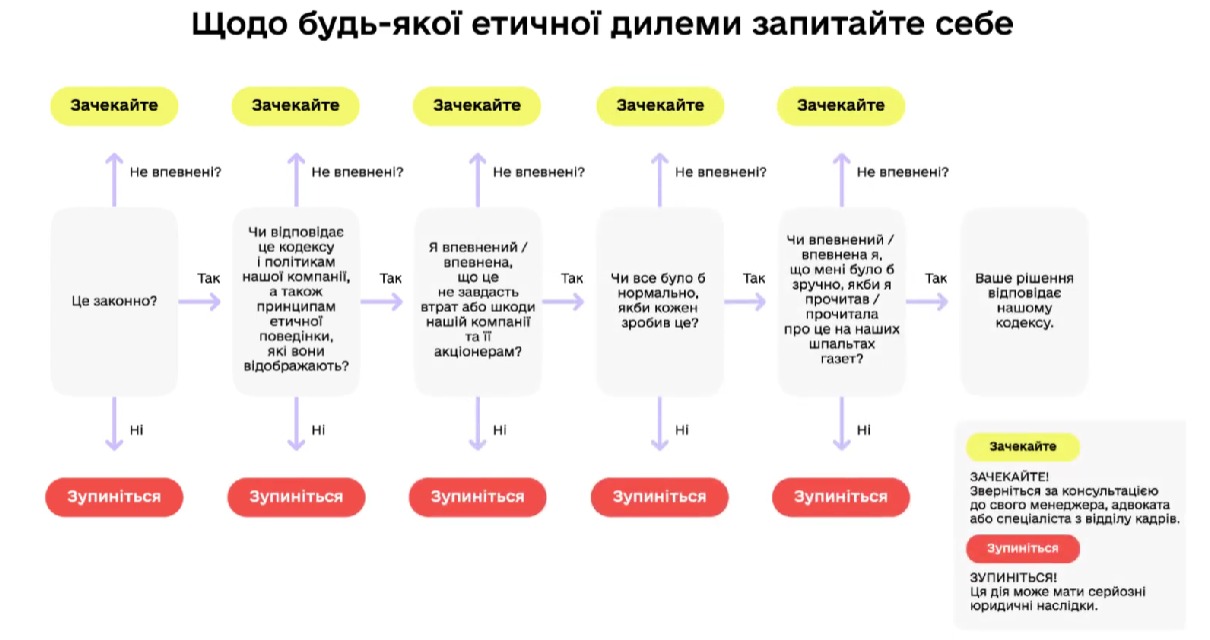 Щодо будь-якої етичної дилеми запитайте себе
Зачекайте
Зачекайте
Зачекайте
Зачекайте
Зачекайте
Не впевнені?
Не впевнені?
Не впевнені?
Не впевнені?
Не впевнені?
Це законно?
Так
Чи відповідає
це кодексу
і політикам
нашої компанії,
а також
принципам
етичної
поведінки,
які вони
відображають?
Так
Я впевнений /
впевнена,
що це
не завдасть
втрат або шкоди
нашій компанії
та її
акціонерам?
Так
Чи все було б
нормально,
якби кожен
зробив це?
Так
Чи впевнений /
впевнена я,
що мені було б
зручно, якби я
прочитав /
прочитала
про це на наших
шпальтах
газет?
Так
Ваше рішення
відповідає
нашому
кодексу.
Ні
Ні
Ні
Ні
Ні
Зупиніться
Зупиніться
Зупиніться
Зупиніться
Зупиніться
Зачекайте
ЗАЧЕКАЙТЕ!
Зверніться за консультацією
до свого менеджера, адвоката
або спеціаліста з відділу кадрів.
Зупиніться
ЗУПИНІТЬСЯ!
Ця дія може мати серйозні
юридичні наслідки.